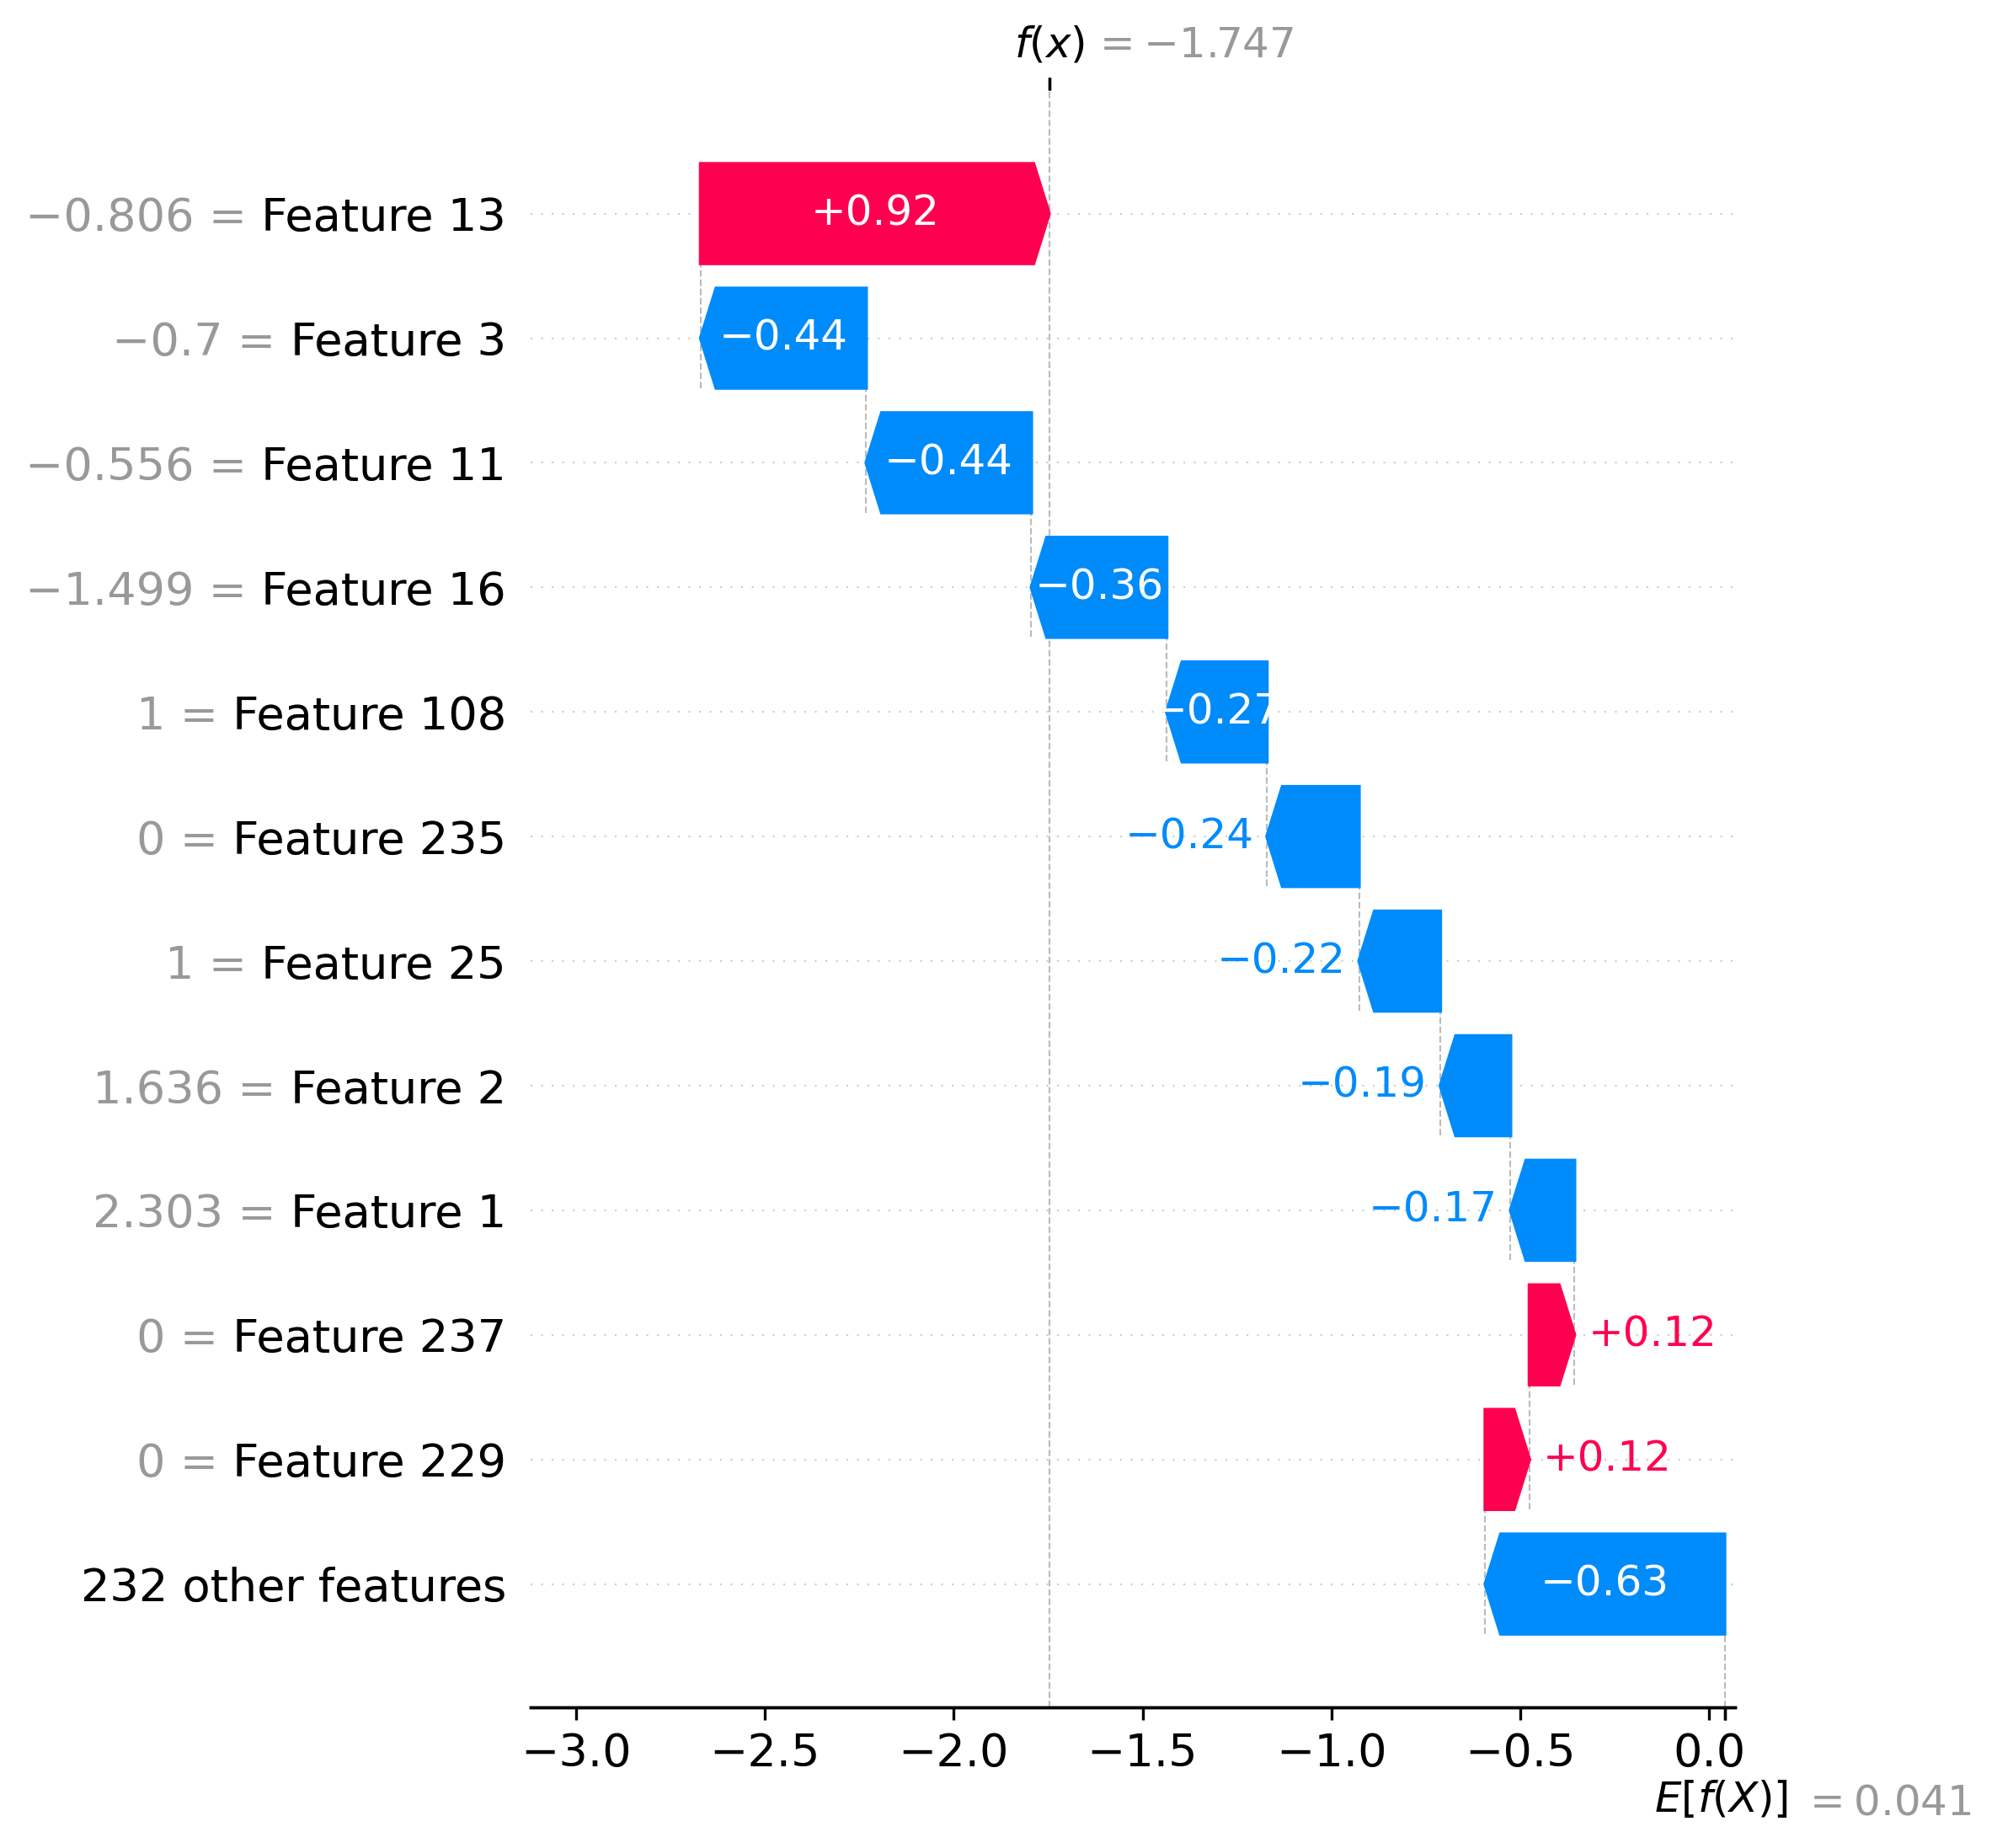 f(x) = −1.747
−0.806 = Feature 13
+0.92
−0.7 = Feature 3
−0.44
−0.556 = Feature 11
−0.44
−1.499 = Feature 16
−0.36
1 = Feature 108
−0.27
0 = Feature 235
−0.24
1 = Feature 25
−0.22
1.636 = Feature 2
−0.19
2.303 = Feature 1
−0.17
0 = Feature 237
+0.12
0 = Feature 229
+0.12
232 other features
−0.63
−3.0 −2.5 −2.0 −1.5 −1.0 −0.5 0.0
E[f(X)] = 0.041